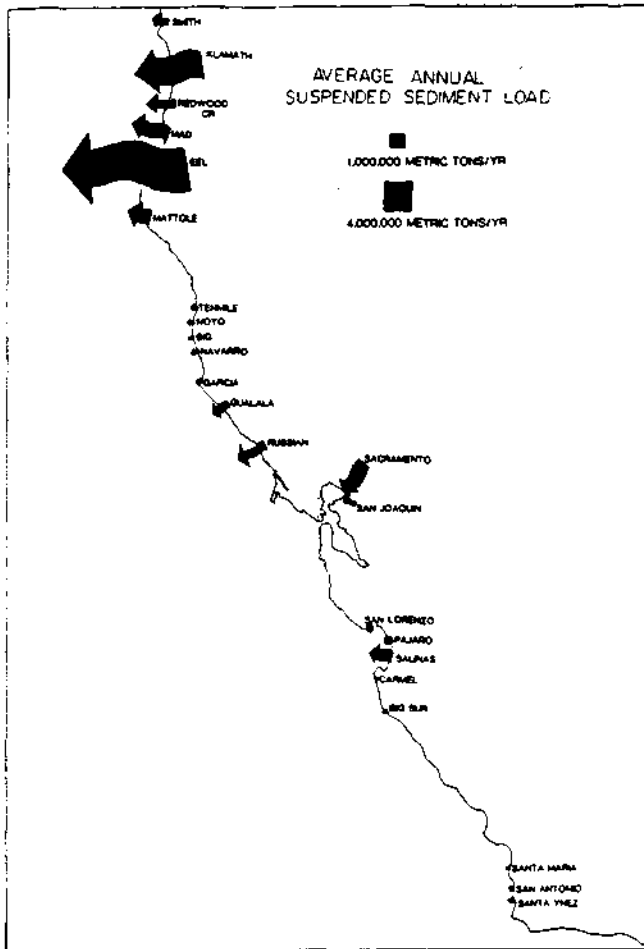 SMITH
KLAMATH
AVERAGE ANNUAL
SUSPENDED SEDIMENT LOAD
REDWOOD
CR
MAD
1,000,000 METRIC TONS/YR
EEL
4,000,000 METRIC TONS/YR
MATTOLE
TENMILE
NOYO
BIG
NAVARRO
GARCIA
GUALALA
RUSSIAN
SACRAMENTO
SAN JOAQUIN
SAN LORENZO
PAJARO
SALINAS
CARMEL
BIG SUR
SANTA MARIA
SAN ANTONIO
SANTA YNEZ